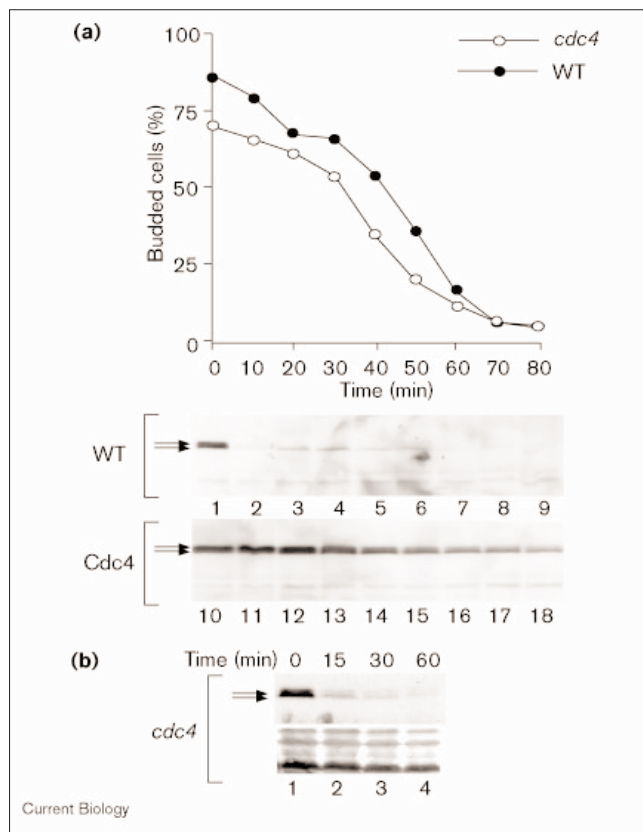 (a)
100
75
50
25
0
Budded cells (%)
cdc4
WT
0 10 20 30 40 50 60 70 80
Time (min)
WT
1 2 3 4 5 6 7 8 9
Cdc4
10 11 12 13 14 15 16 17 18
(b)
Time (min) 0 15 30 60
cdc4
1 2 3 4
Current Biology